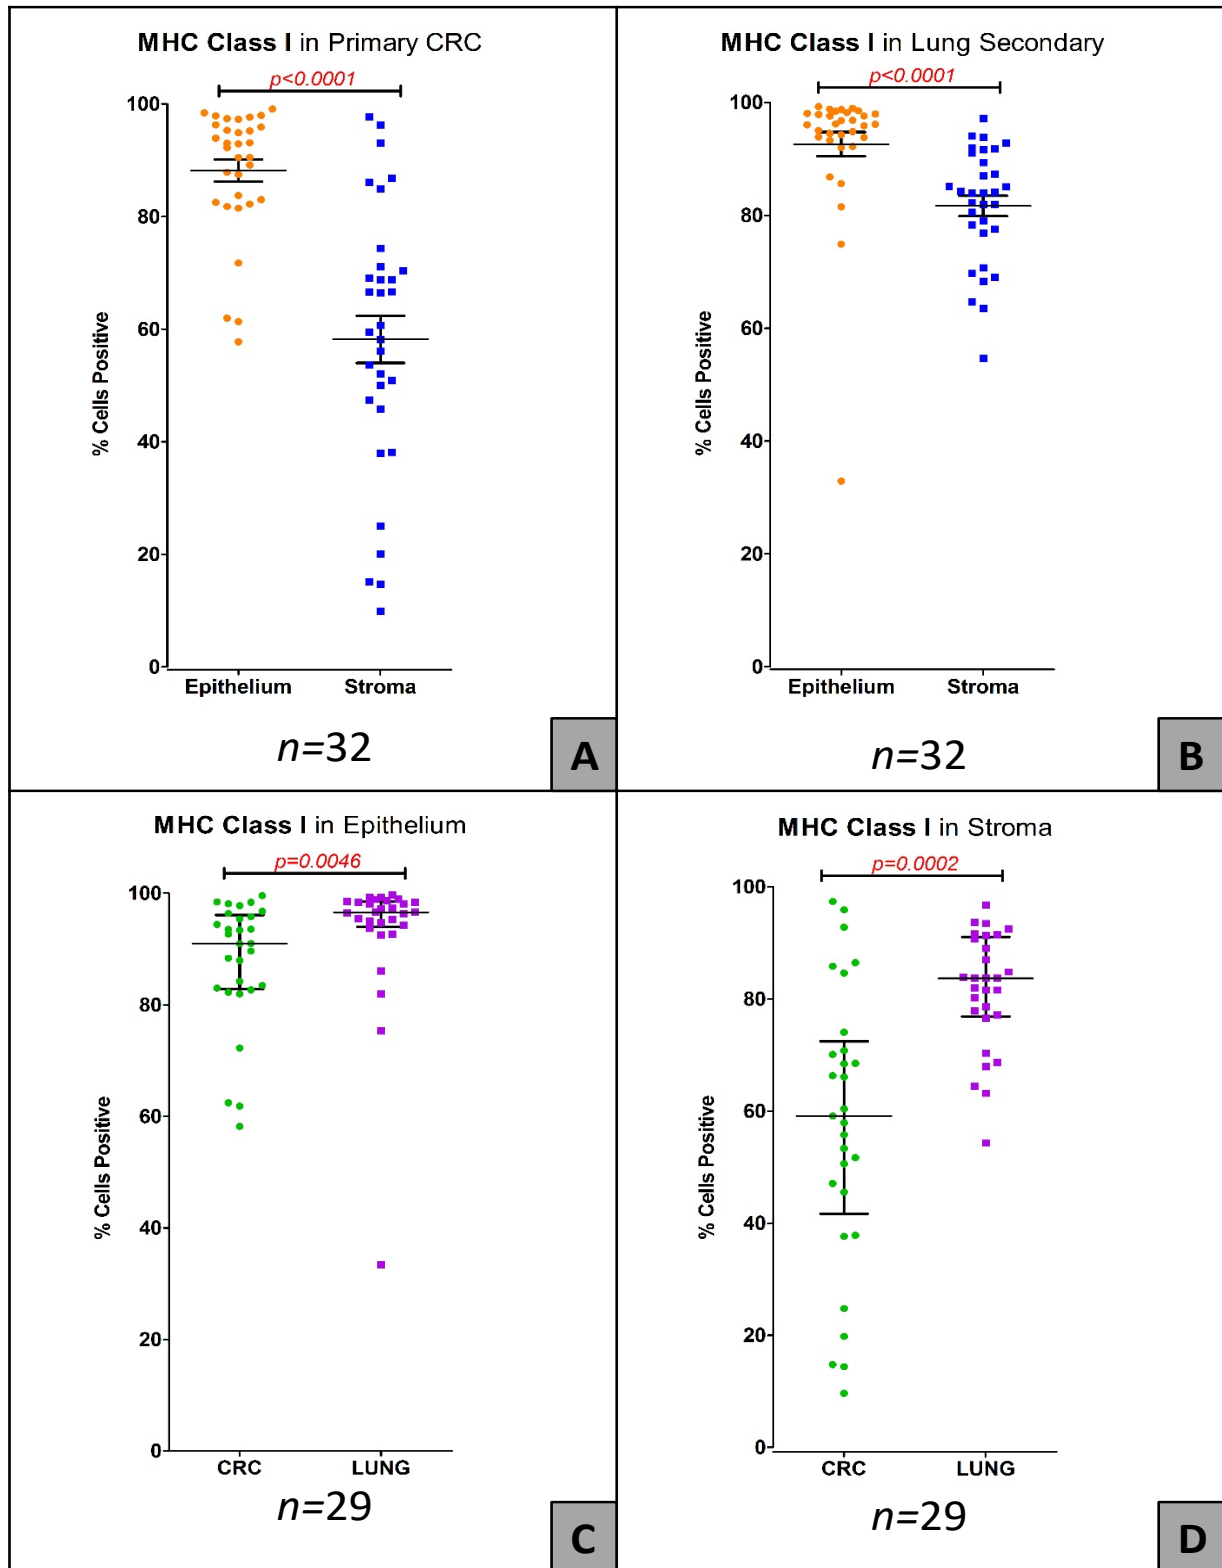 MHC Class I in Primary CRC
p<0.0001
100
80
60
40
20
0
% Cells Positive
Epithelium Stroma
n=32
A
MHC Class I in Lung Secondary
p<0.0001
100
80
60
40
20
0
% Cells Positive
Epithelium Stroma
n=32
B
MHC Class I in Epithelium
p=0.0046
100
80
60
40
20
0
% Cells Positive
CRC LUNG
n=29
C
MHC Class I in Stroma
p=0.0002
100
80
60
40
20
0
% Cells Positive
CRC LUNG
n=29
D